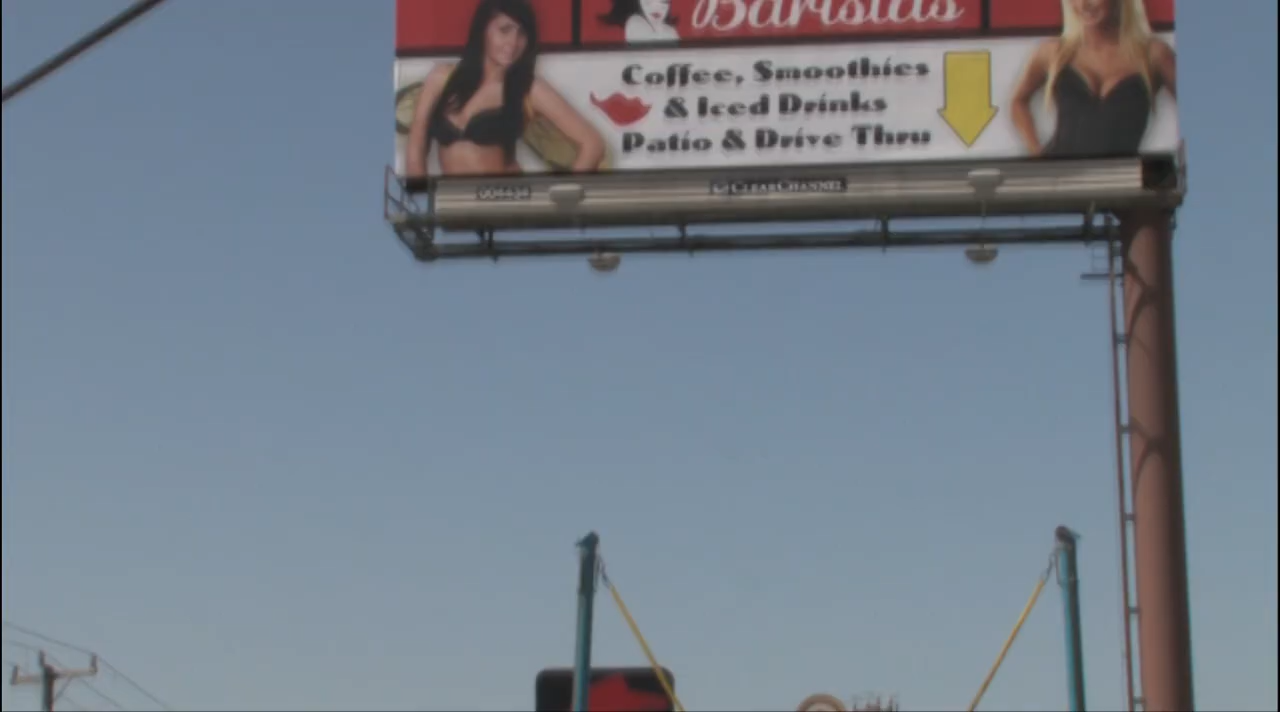 Baristas
Coffee, Smoothies
& Iced Drinks
Patio & Drive Thru
CLEARCHANNEL